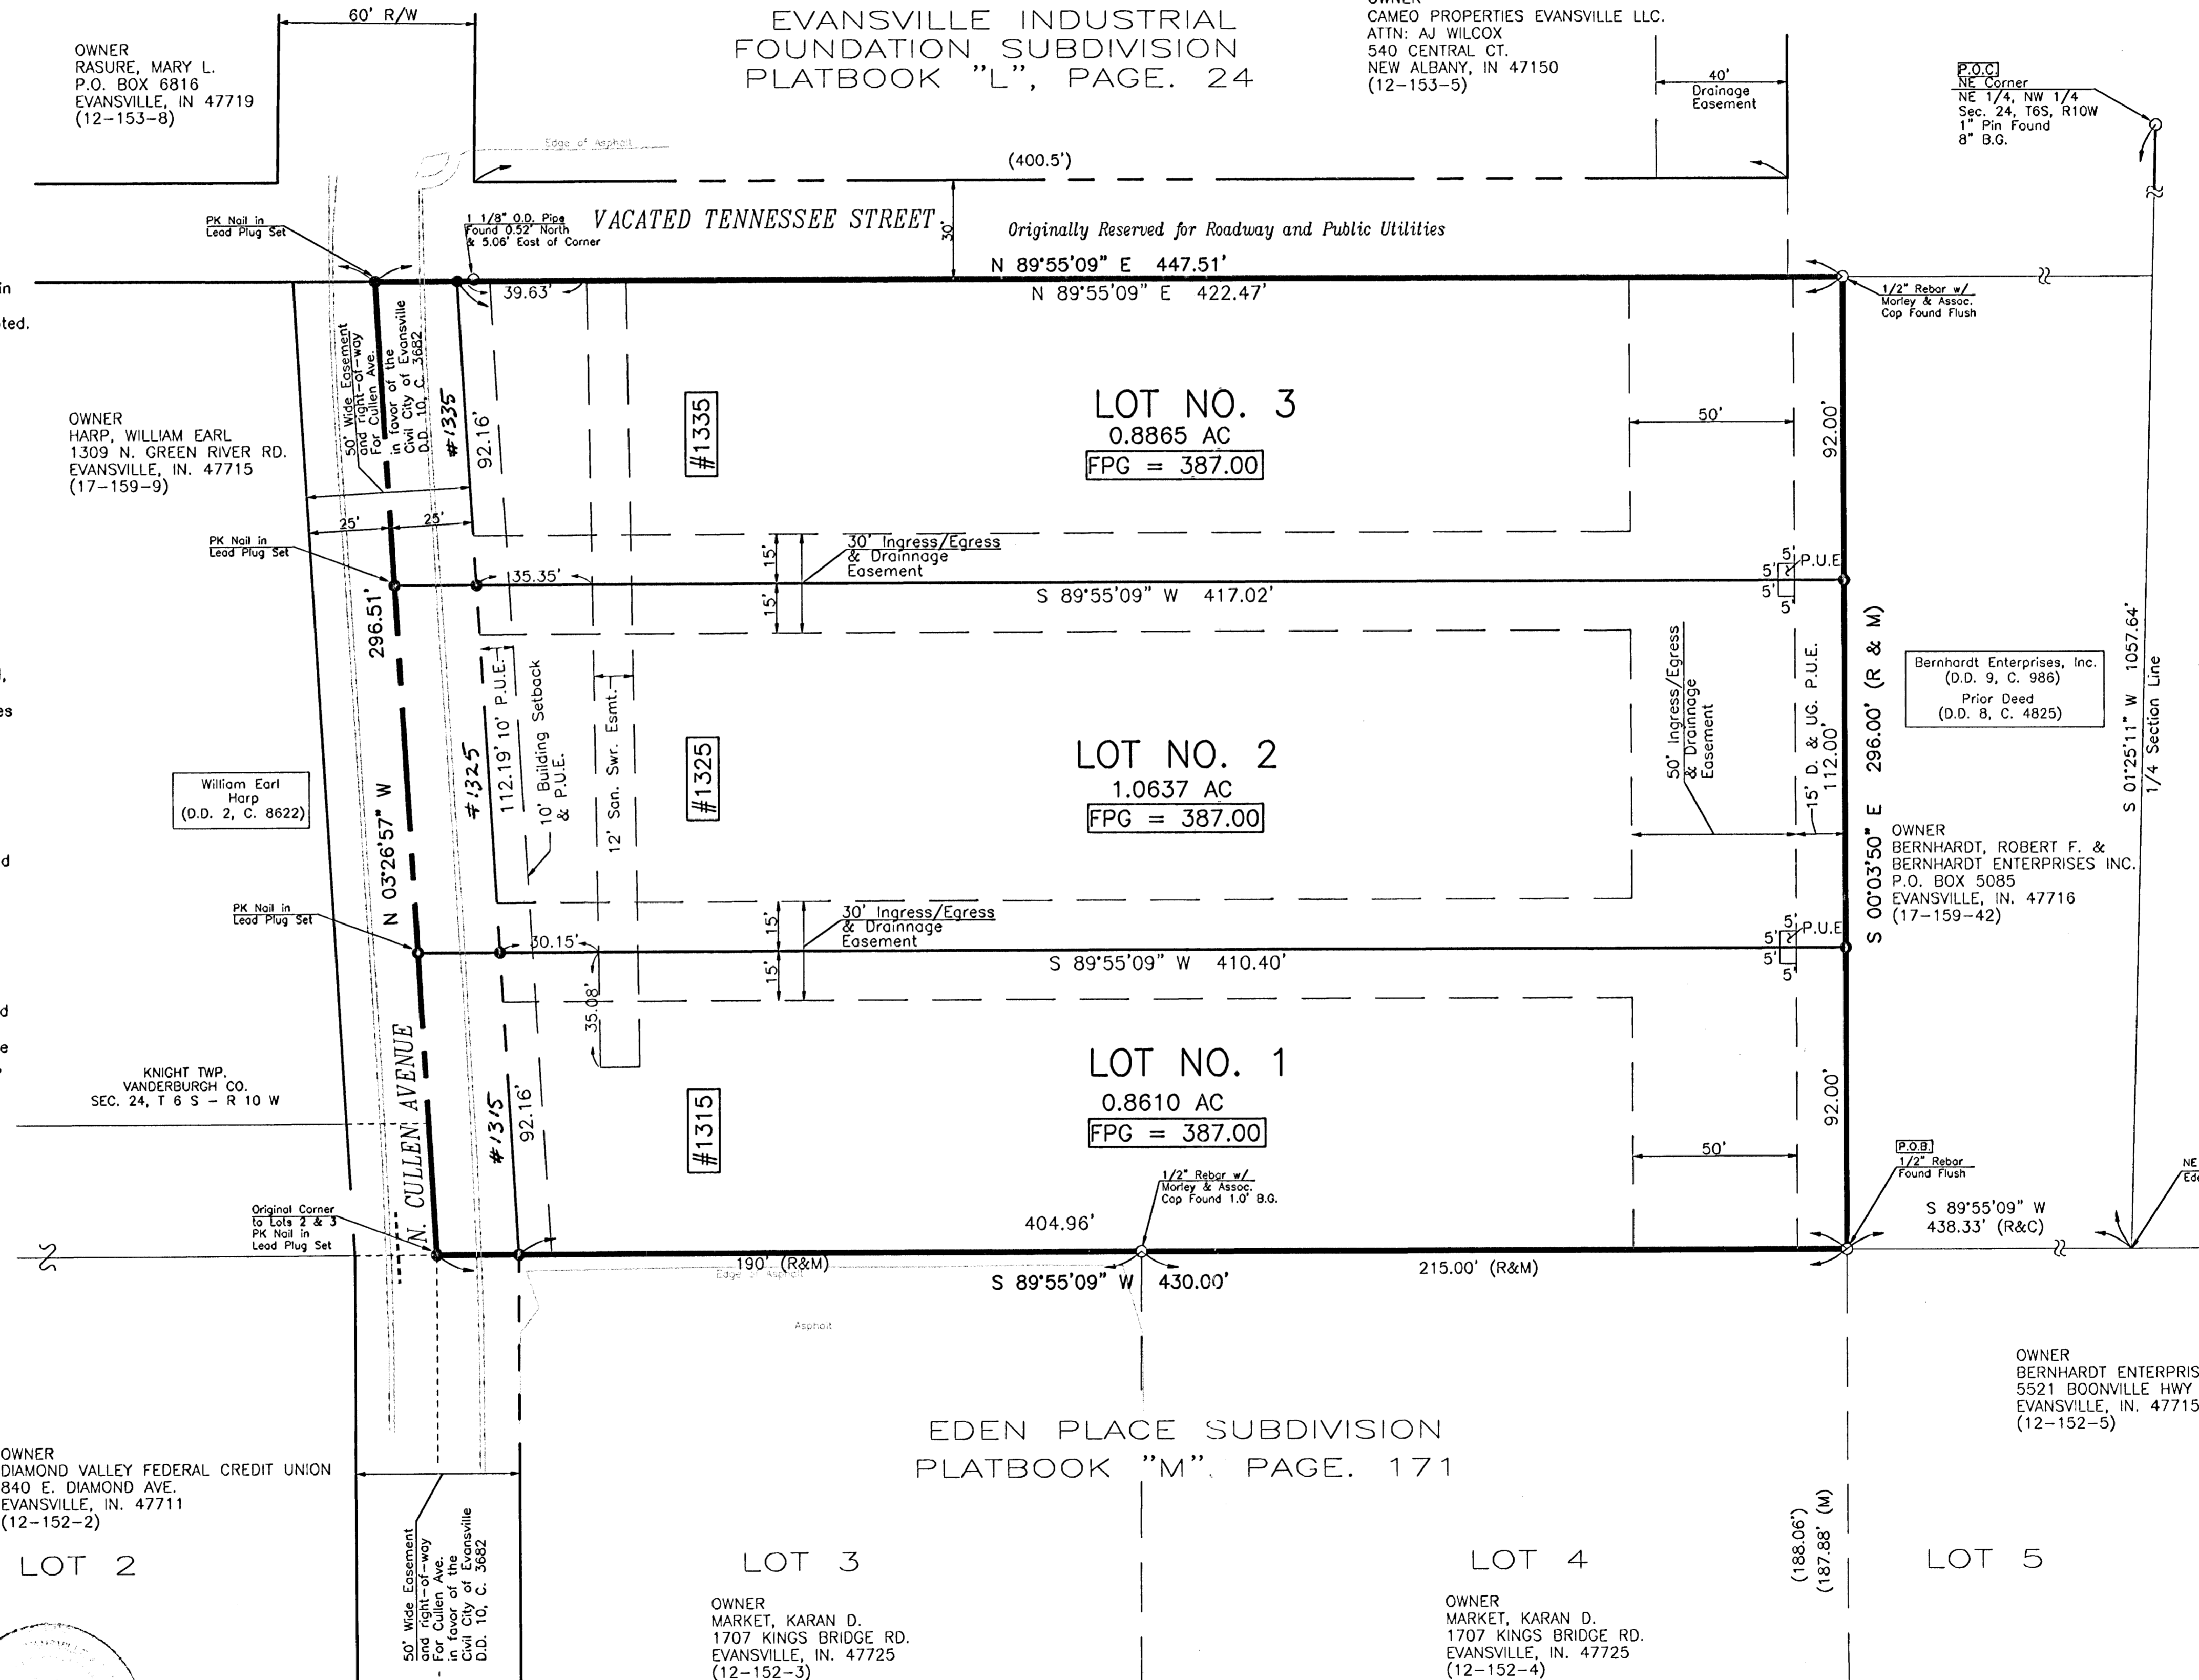 60' R/W
EVANSVILLE INDUSTRIAL
FOUNDATION SUBDIVISION
PLATBOOK "L", PAGE. 24
OWNER
RASURE, MARY L.
P.O. BOX 6816
EVANSVILLE, IN 47719
(12-153-8)
OWNER
CAMEO PROPERTIES EVANSVILLE LLC.
ATTN: AJ WILCOX
540 CENTRAL CT.
NEW ALBANY, IN 47150
(12-153-5)
40'
Drainage
Easement
P.O.C.
NE Corner
NE 1/4, NW 1/4
Sec. 24, T6S, R10W
1" Pin Found
8" B.G.
Edge of Asphalt
(400.5')
PK Nail in
Lead Plug Set
1 1/8" O.D. Pipe
Found 0.52' North
& 5.06' East of Corner
VACATED TENNESSEE STREET
30'
Originally Reserved for Roadway and Public Utilities
N 89°55'09" E 447.51'
39.63'
N 89°55'09" E 422.47'
1/2" Rebar w/
Morley & Assoc.
Cap Found Flush
in
ted.
50' Wide Easement
and right-of-way
For Cullen Ave.
in favor of the
Civil City of Evansville
D.D. 10, C. 3682
#1335
92.16'
#1335
LOT NO. 3
0.8865 AC
FPG = 387.00
50'
92.00'
OWNER
HARP, WILLIAM EARL
1309 N. GREEN RIVER RD.
EVANSVILLE, IN. 47715
(17-159-9)
25'
25'
PK Nail in
Lead Plug Set
35.35'
15'
15'
30' Ingress/Egress
& Drainnage
Easement
S 89°55'09" W 417.02'
5'
5'
5'
5'
P.U.E
296.51'
N 03°26'57" W
#1325
112.19'
10' P.U.E.
10' Building Setback
& P.U.E.
12' San. Swr. Esmt.
#1325
LOT NO. 2
1.0637 AC
FPG = 387.00
50' Ingress/Egress
& Drainnage
Easement
15' D. & UG. P.U.E.
112.00'
S 00°03'50" E 296.00' (R & M)
Bernhardt Enterprises, Inc.
(D.D. 9, C. 986)
Prior Deed
(D.D. 8, C. 4825)
S 01°25'11" W 1057.64'
1/4 Section Line
,
es
William Earl
Harp
(D.D. 2, C. 8622)
d
OWNER
BERNHARDT, ROBERT F. &
BERNHARDT ENTERPRISES INC.
P.O. BOX 5085
EVANSVILLE, IN. 47716
(17-159-42)
PK Nail in
Lead Plug Set
30.15'
15'
15'
30' Ingress/Egress
& Drainnage
Easement
S 89°55'09" W 410.40'
5'
5'
5'
5'
P.U.E
35.08'
d
e
KNIGHT TWP.
VANDERBURGH CO.
SEC. 24, T 6 S - R 10 W
N. CULLEN AVENUE
#1315
92.16'
#1315
LOT NO. 1
0.8610 AC
FPG = 387.00
50'
92.00'
P.O.B.
1/2" Rebar
Found Flush
1/2" Rebar w/
Morley & Assoc.
Cap Found 1.0' B.G.
NE
Ede
Original Corner
to Lots 2 & 3
PK Nail in
Lead Plug Set
404.96'
S 89°55'09" W
438.33' (R&C)
190' (R&M)
Edge of Asphalt
S 89°55'09" W 430.00'
215.00' (R&M)
Asphalt
OWNER
BERNHARDT ENTERPRIS
5521 BOONVILLE HWY
EVANSVILLE, IN. 47715
(12-152-5)
EDEN PLACE SUBDIVISION
PLATBOOK "M". PAGE. 171
OWNER
DIAMOND VALLEY FEDERAL CREDIT UNION
840 E. DIAMOND AVE.
EVANSVILLE, IN. 47711
(12-152-2)
50' Wide Easement
and right-of-way
For Cullen Ave.
in favor of the
Civil City of Evansville
D.D. 10, C. 3682
(188.06')
(187.88' (M)
LOT 2
LOT 3
LOT 4
LOT 5
OWNER
MARKET, KARAN D.
1707 KINGS BRIDGE RD.
EVANSVILLE, IN. 47725
(12-152-3)
OWNER
MARKET, KARAN D.
1707 KINGS BRIDGE RD.
EVANSVILLE, IN. 47725
(12-152-4)